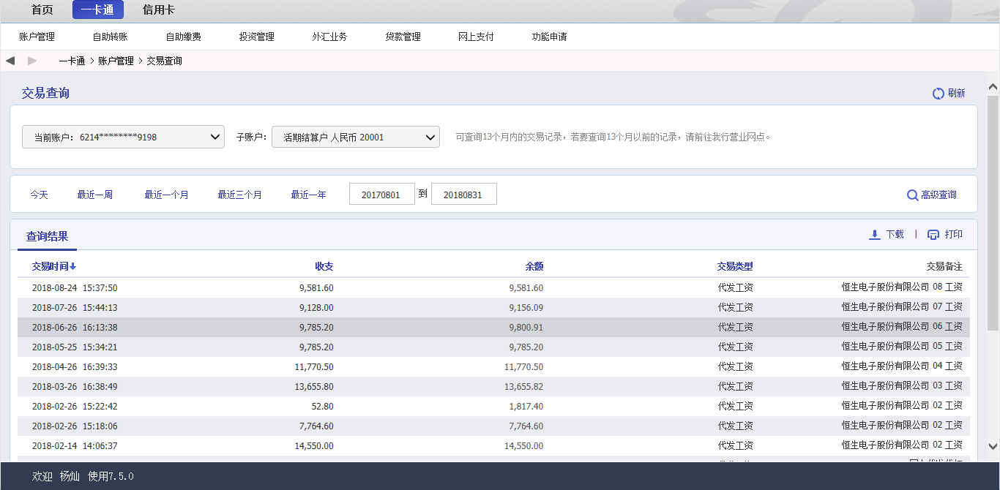 首页 一卡通 信用卡
账户管理 自助转账 自助缴费 投资管理 外汇业务 贷款管理 网上支付 功能申请
一卡通 > 账户管理 > 交易查询
交易查询 刷新
当前账户: 6214********9198 子账户: 活期结算户 人民币 20001 可查询13个月内的交易记录，若要查询13个月以前的记录，请前往我行营业网点。
今天 最近一周 最近一个月 最近三个月 最近一年 20170801 到 20180831 高级查询
查询结果 下载 | 打印
交易时间 收支 余额 交易类型 交易备注
2018-08-24 15:37:50 9,581.60 9,581.60 代发工资 恒生电子股份有限公司 08 工资
2018-07-26 15:44:13 9,128.00 9,156.09 代发工资 恒生电子股份有限公司 07 工资
2018-06-26 16:13:38 9,785.20 9,800.91 代发工资 恒生电子股份有限公司 06 工资
2018-05-25 15:34:21 9,785.20 9,785.20 代发工资 恒生电子股份有限公司 05 工资
2018-04-26 16:39:33 11,770.50 11,770.50 代发工资 恒生电子股份有限公司 04 工资
2018-03-26 16:38:49 13,655.80 13,655.82 代发工资 恒生电子股份有限公司 03 工资
2018-02-26 15:22:42 52.80 1,817.40 代发工资 恒生电子股份有限公司 02 工资
2018-02-26 15:18:06 7,764.60 7,764.60 代发工资 恒生电子股份有限公司 02 工资
2018-02-14 14:06:37 14,550.00 14,550.00 代发工资 恒生电子股份有限公司 02 工资
欢迎 杨灿 使用7.5.0